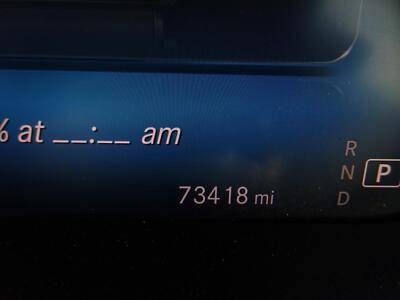 % at __:__ am
R
N P
73418 mi D